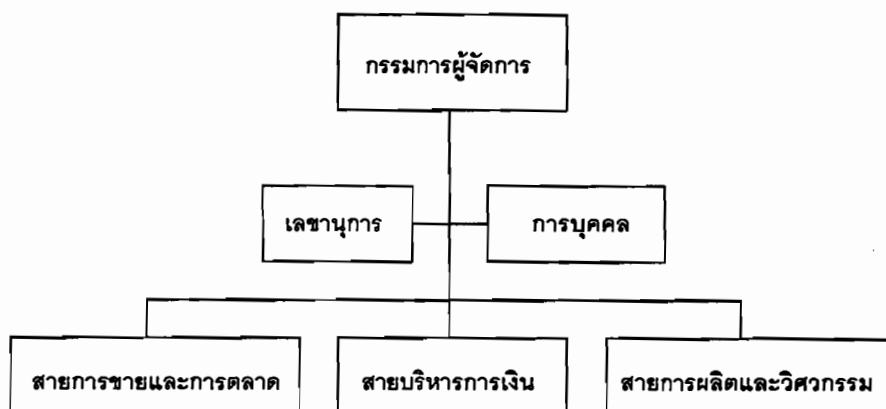 กรรมการผู้จัดการ
เลขานุการ
การบุคคล
สายการขายและการตลาด
สายบริหารการเงิน
สายการผลิตและวิศวกรรม